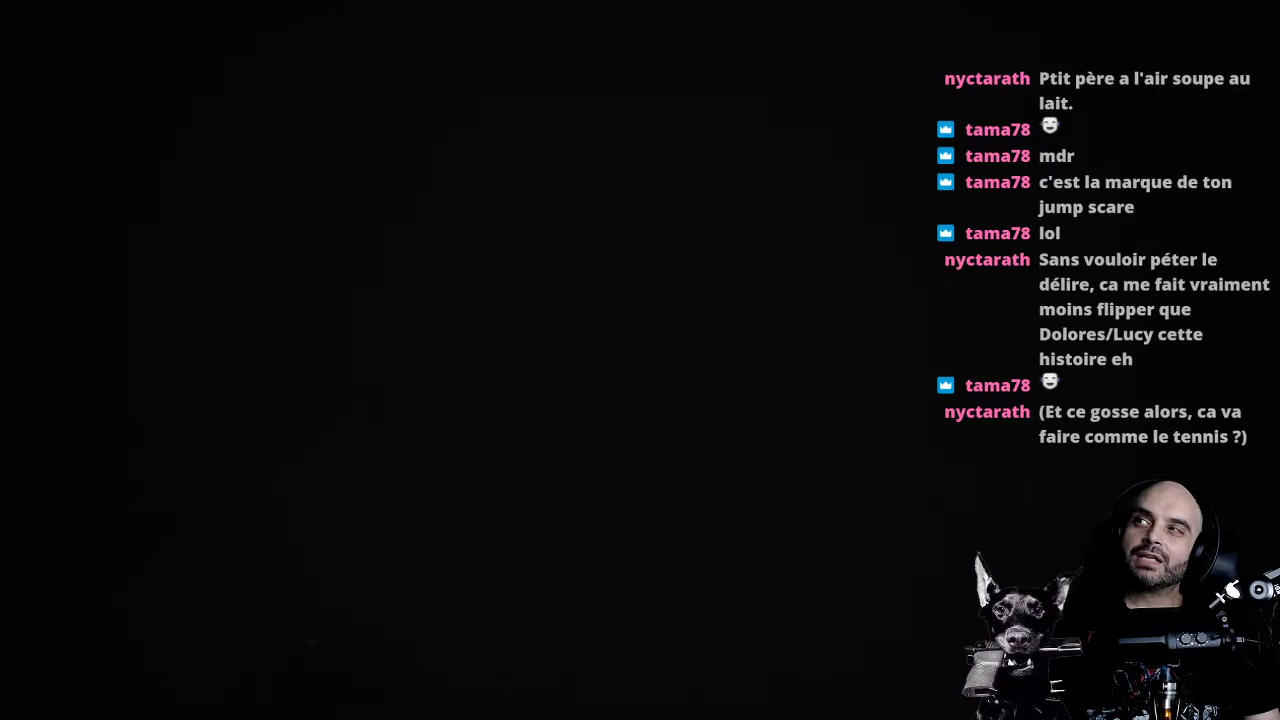 nyctarath Ptit père a l'air soupe au
lait.
tama78
tama78 mdr
tama78 c'est la marque de ton
jump scare
tama78 lol
nyctarath Sans vouloir péter le
délire, ca me fait vraiment
moins flipper que
Dolores/Lucy cette
histoire eh
tama78
nyctarath (Et ce gosse alors, ca va
faire comme le tennis ?)